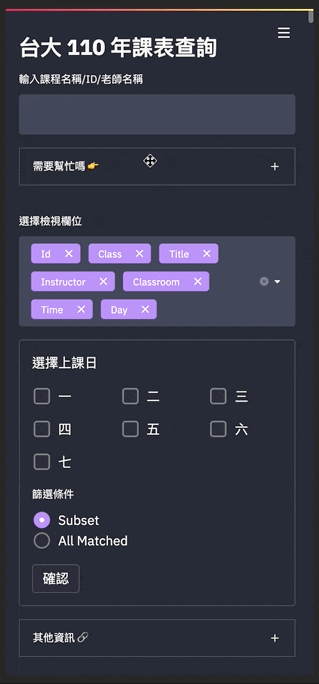 台大 110 年課表查詢
輸入課程名稱/ID/老師名稱
需要幫忙嗎 👉
選擇檢視欄位
Id Class Title
Instructor Classroom
Time Day
選擇上課日
一 二 三
四 五 六
七
篩選條件
Subset
All Matched
確認
其他資訊 🔗